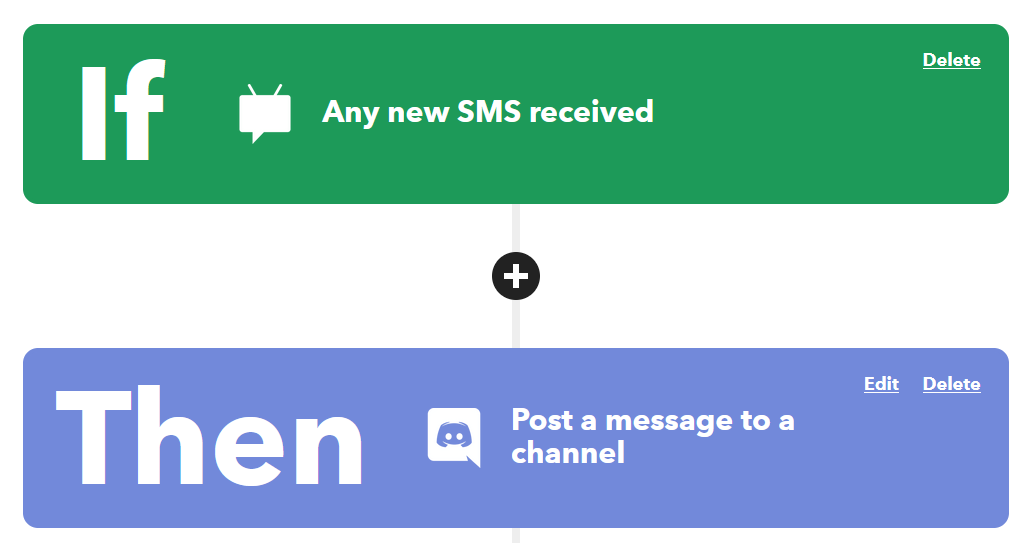 If
Any new SMS received
Delete
Then
Post a message to a
channel
Edit
Delete